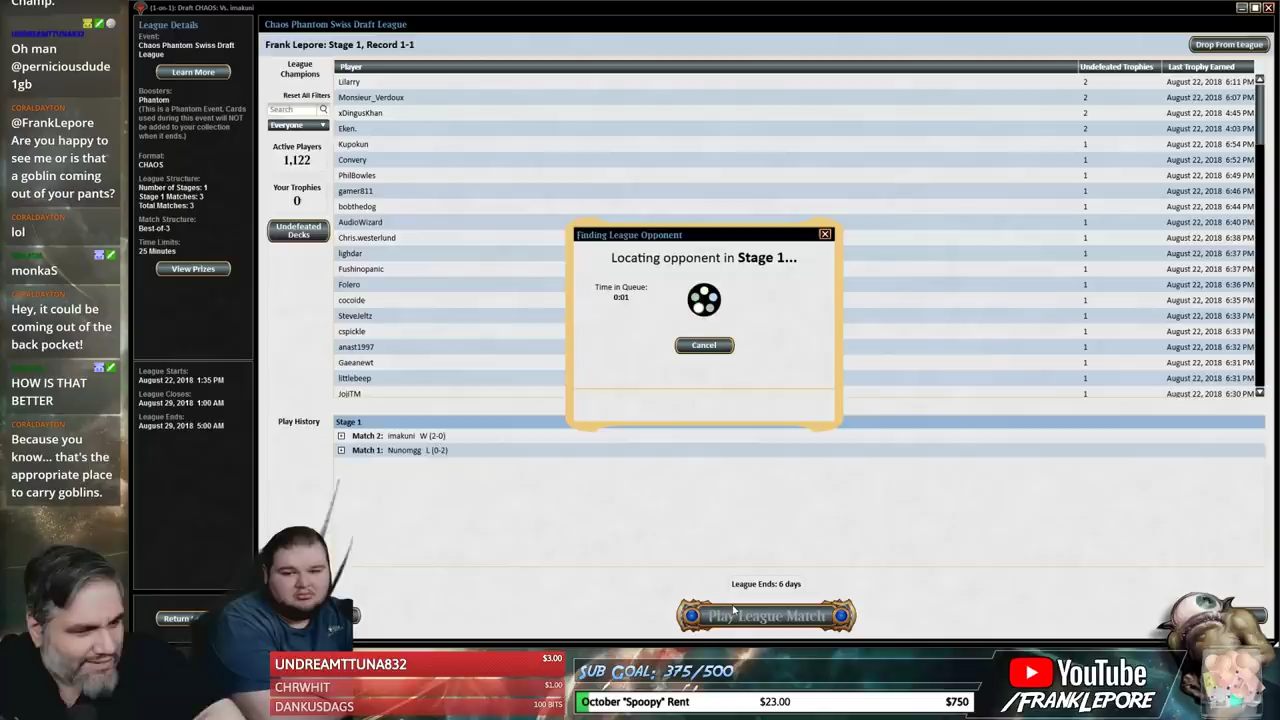 Champ.
UNDREAMTTUNA832
Oh man
@perniciousdude
1gb
CORALDAYTON
@FrankLepore
Are you happy to
see me or is that
a goblin coming
out of your pants?
CORALDAYTON
lol
monkaS
CORALDAYTON
Hey, it could be
coming out of the
back pocket!
HOW IS THAT
BETTER
CORALDAYTON
Because you
know... that's the
appropriate place
to carry goblins.
(1-on-1): Draft CHAOS: Vs. imakuni
League Details
Event:
Chaos Phantom Swiss Draft
League
Learn More
Boosters:
Phantom
(This is a Phantom Event. Cards
used during this event will NOT
be added to your collection
when it ends.)
Format:
CHAOS
League Structure:
Number of Stages: 1
Stage 1 Matches: 3
Total Matches: 3
Match Structure:
Best-of-3
Time Limits:
25 Minutes
View Prizes
League Starts:
August 22, 2018 1:35 PM
League Closes:
August 29, 2018 1:00 AM
League Ends:
August 29, 2018 5:00 AM
Chaos Phantom Swiss Draft League
Frank Lepore: Stage 1, Record 1-1
Drop From League
League
Champions
Reset All Filters
Search
Everyone
Active Players
1,122
Your Trophies
0
Undefeated
Decks
Player Undefeated Trophies Last Trophy Earned
Lilarry 2 August 22, 2018 6:11 PM
Monsieur_Verdoux 2 August 22, 2018 6:07 PM
xDingusKhan 2 August 22, 2018 4:45 PM
Eken. 2 August 22, 2018 4:03 PM
Kupokun 1 August 22, 2018 6:54 PM
Convery 1 August 22, 2018 6:52 PM
PhilBowles 1 August 22, 2018 6:49 PM
gamer811 1 August 22, 2018 6:46 PM
bobthedog 1 August 22, 2018 6:44 PM
AudioWizard 1 August 22, 2018 6:40 PM
Chris.westerlund 1 August 22, 2018 6:38 PM
lighdar 1 August 22, 2018 6:37 PM
Fushinopanic 1 August 22, 2018 6:37 PM
Folero 1 August 22, 2018 6:36 PM
cocoide 1 August 22, 2018 6:35 PM
SteveJeltz 1 August 22, 2018 6:33 PM
cspickle 1 August 22, 2018 6:33 PM
anast1997 1 August 22, 2018 6:32 PM
Gaeanewt 1 August 22, 2018 6:31 PM
littlebeep 1 August 22, 2018 6:31 PM
JojiTM 1 August 22, 2018 6:30 PM
Finding League Opponent
Locating opponent in Stage 1...
Time in Queue:
0:01
Cancel
Play History
Stage 1
Match 2: imakuni W (2-0)
Match 1: Nunomgg L (0-2)
League Ends: 6 days
Play League Match
Return
UNDREAMTTUNA832 $3.00
CHRWHIT $1.00
DANKUSDAGS 100 BITS
SUB GOAL: 375/500
October "Spoopy" Rent $23.00 $750
YouTube
/FRANKLEPORE